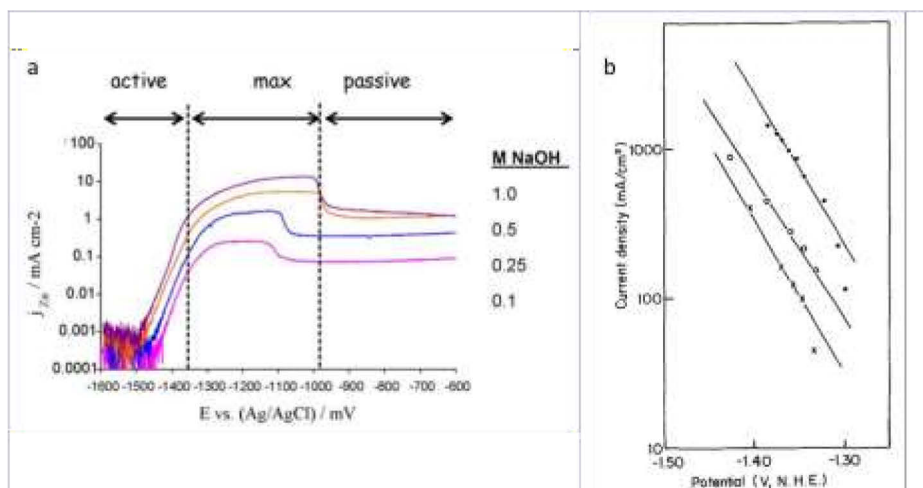 a
active max passive
100
10
1
0.1
0.01
0.001
0.0001
j Zn / mA cm-2
-1600 -1500 -1400 -1300 -1200 -1100 -1000 -900 -800 -700 -600
E vs. (Ag/AgCl) / mV
M NaOH
1.0
0.5
0.25
0.1
b
1000
100
10
Current density (mA/cm²)
-1.50 -1.40 -1.30
Potential (V, N.H.E.)